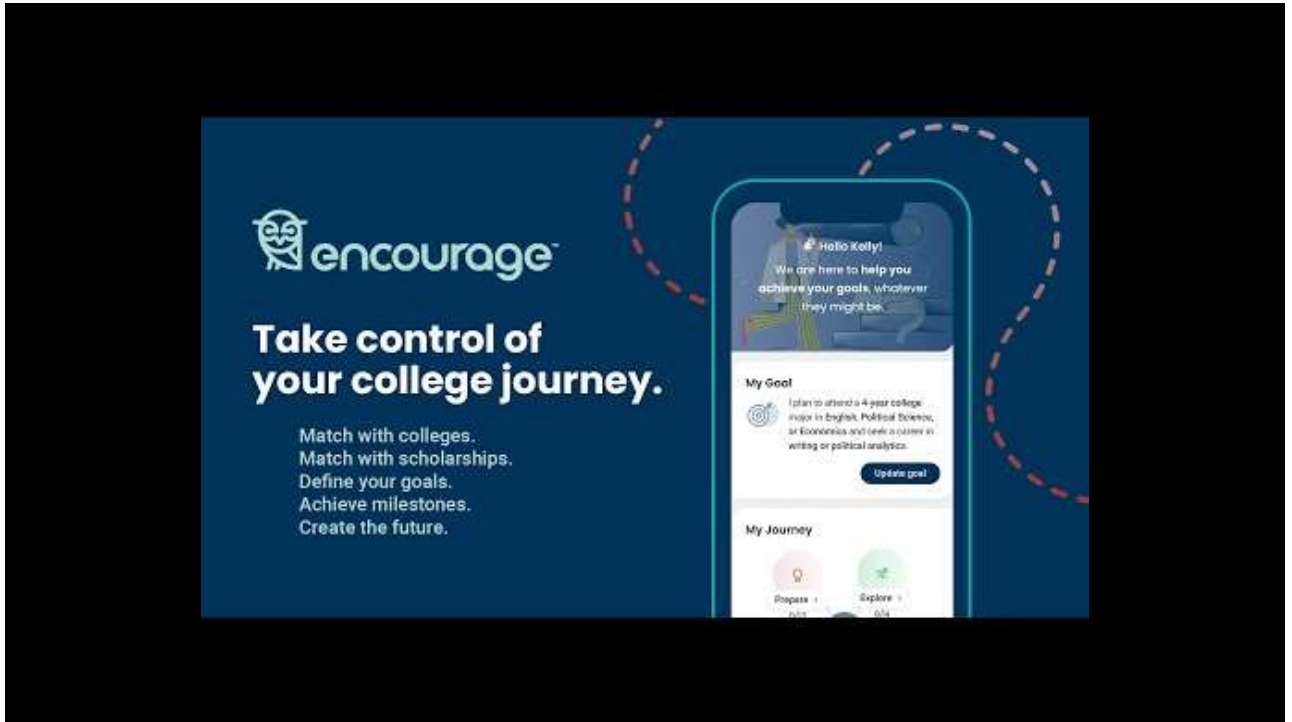 encourage™
Take control of
your college journey.
Match with colleges.
Match with scholarships.
Define your goals.
Achieve milestones.
Create the future.
Hello Kelly!
We are here to help you
achieve your goals, whatever
they might be.
My Goal
I plan to attend a 4-year college
major in English, Political Science,
or Economics and seek a career in
writing or political analytics.
Update goal
My Journey
Prepare
Explore